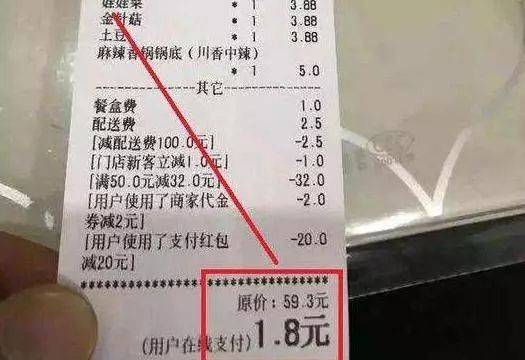 娃娃菜 * 1 3.88
金针菇 * 1 3.88
土豆 * 1 3.88
麻辣香锅锅底（川香中辣）
* 1 5.0
其它
餐盒费 1.0
配送费 2.5
[减配送费100.0元] -2.5
[门店新客立减1.0元] -1.0
[满50.0元减32.0元] -32.0
[用户使用了商家代金 -2.0
券减2元]
[用户使用了支付红包 -20.0
减20元]
********************************
原价：59.3元
(用户在线支付) 1.8元